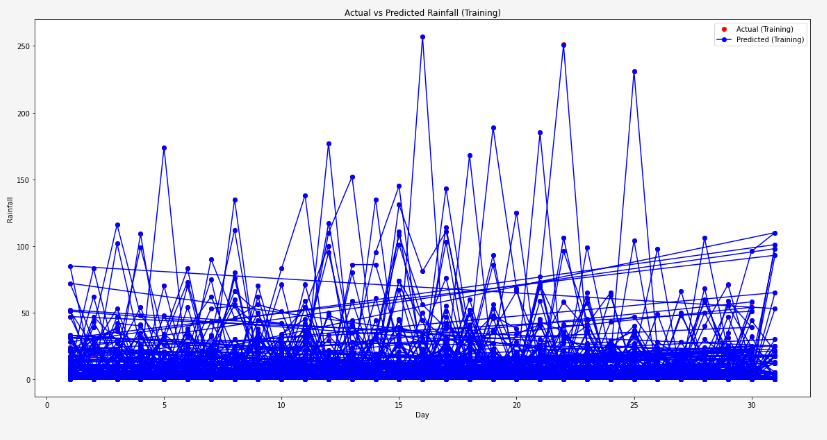 Actual vs Predicted Rainfall (Training)
Actual (Training)
Predicted (Training)
250
200
150
100
50
0
Rainfall
0 5 10 15 20 25 30
Day